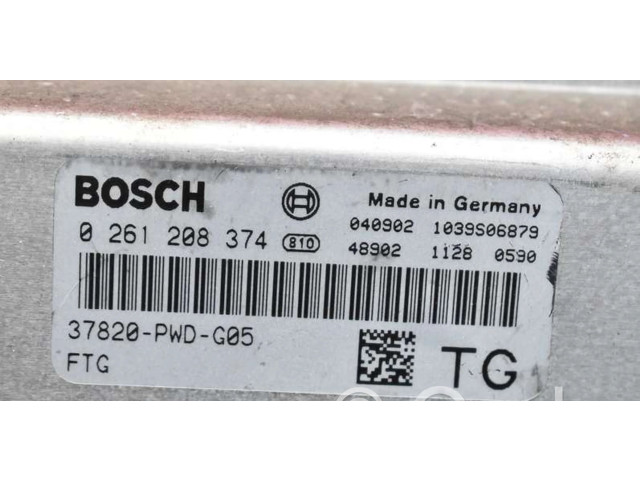 BOSCH Made in Germany
0 261 208 374 810 040902 1039S06879
48902 1128 0590
37820-PWD-G05
FTG TG